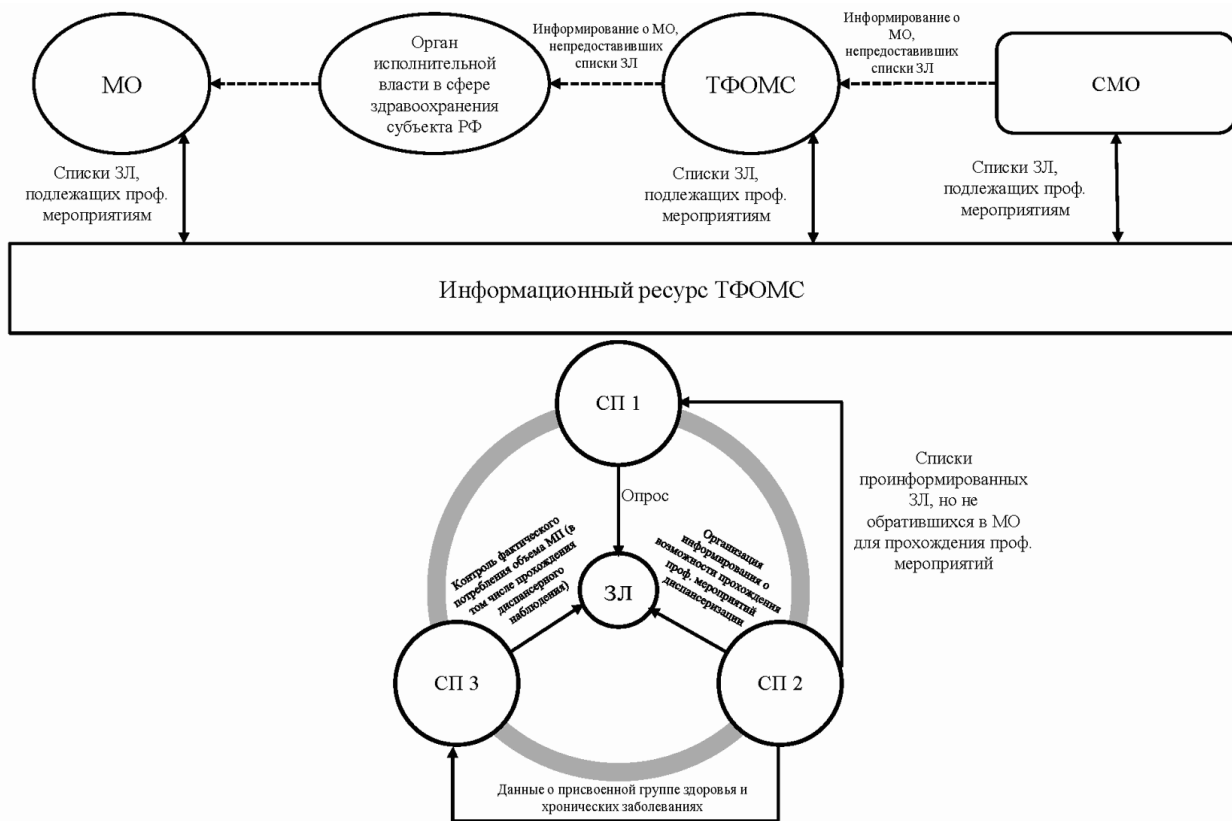 МО
Орган
исполнительной
власти в сфере
здравоохранения
субъекта РФ
Информирование о МО,
непредоставивших
списки ЗЛ
ТФОМС
Информирование о
МО,
непредоставивших
списки ЗЛ
СМО
Списки ЗЛ,
подлежащих проф.
мероприятиям
Списки ЗЛ,
подлежащих проф.
мероприятиям
Списки ЗЛ,
подлежащих проф.
мероприятиям
Информационный ресурс ТФОМС
СП 1
Опрос
Списки
проинформированных
ЗЛ, но не
обратившихся в МО
для прохождения проф.
мероприятий
Контроль фактического
потребления объема МП (в
том числе прохождения
диспансерного
наблюдения)
Организация
информирования о
возможности прохождения
проф. мероприятий
диспансеризации
ЗЛ
СП 3
СП 2
Данные о присвоенной группе здоровья и
хронических заболеваниях